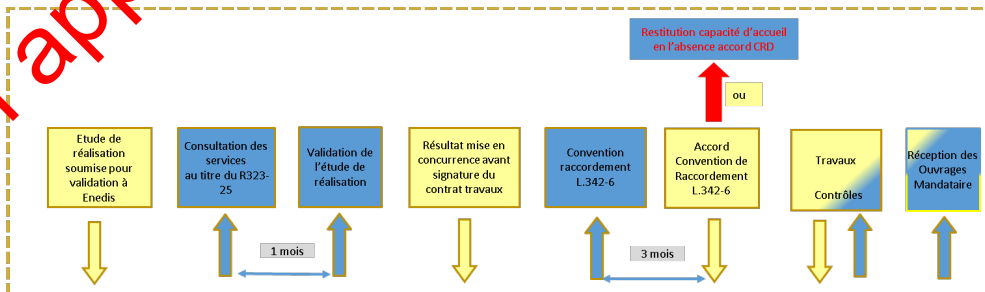 Restitution capacité d'accueil
en l'absence accord CRD
ou
Etude de
réalisation
soumise pour
validation à
Enedis
Consultation des
services
au titre du R323-
25
Validation de
l'étude de
réalisation
Résultat mise en
concurrence avant
signature du
contrat travaux
Convention
raccordement
L.342-6
Accord
Convention de
Raccordement
L.342-6
Travaux
Contrôles
Réception des
Ouvrages
Mandataire
1 mois
3 mois